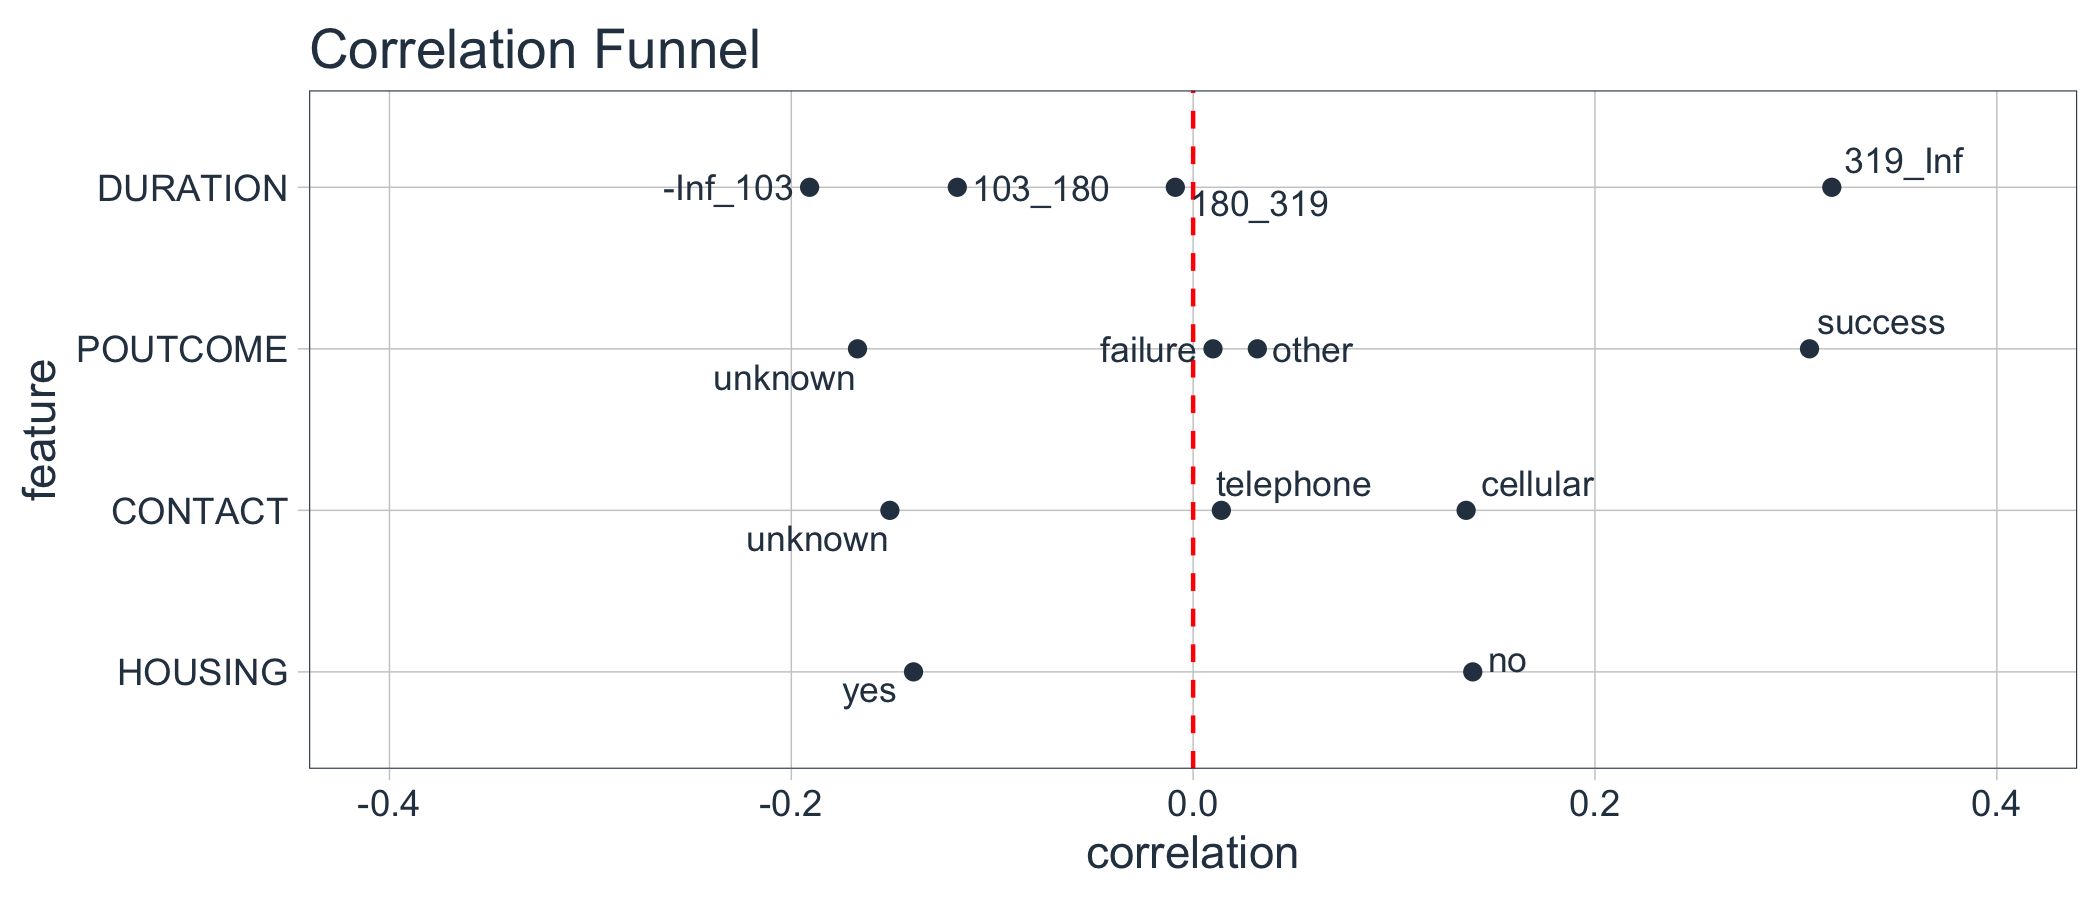 Correlation Funnel
DURATION
-Inf_103
103_180
180_319
319_Inf
POUTCOME
unknown
failure
other
success
CONTACT
unknown
telephone
cellular
HOUSING
yes
no
feature
-0.4
-0.2
0.0
0.2
0.4
correlation